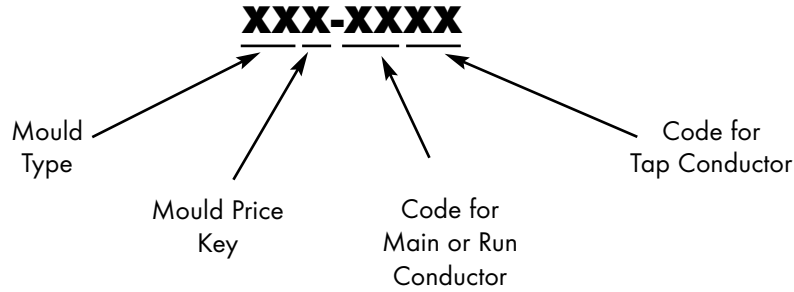 XXX-XXXX
Mould
Type
Mould Price
Key
Code for
Main or Run
Conductor
Code for
Tap Conductor